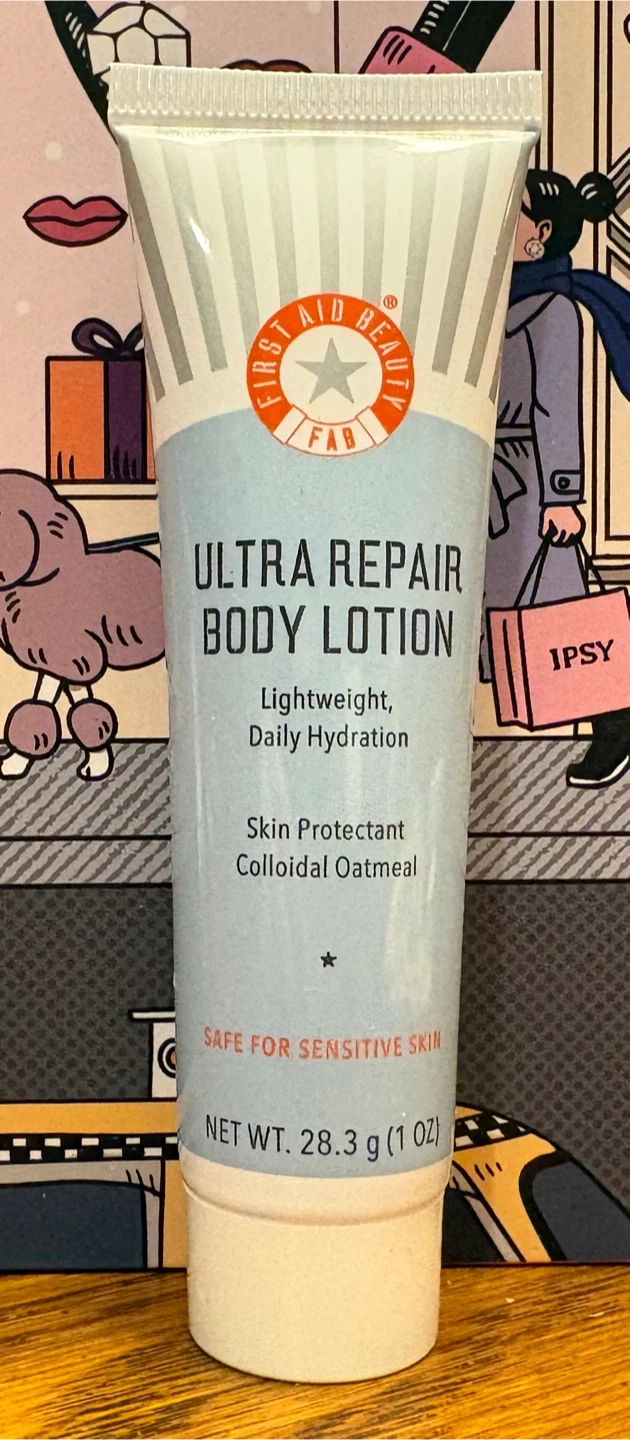 FIRST AID BEAUTY®
FAB
ULTRA REPAIR
BODY LOTION
Lightweight,
Daily Hydration
Skin Protectant
Colloidal Oatmeal
SAFE FOR SENSITIVE SKIN
NET WT. 28.3 g (1 OZ)
IPSY